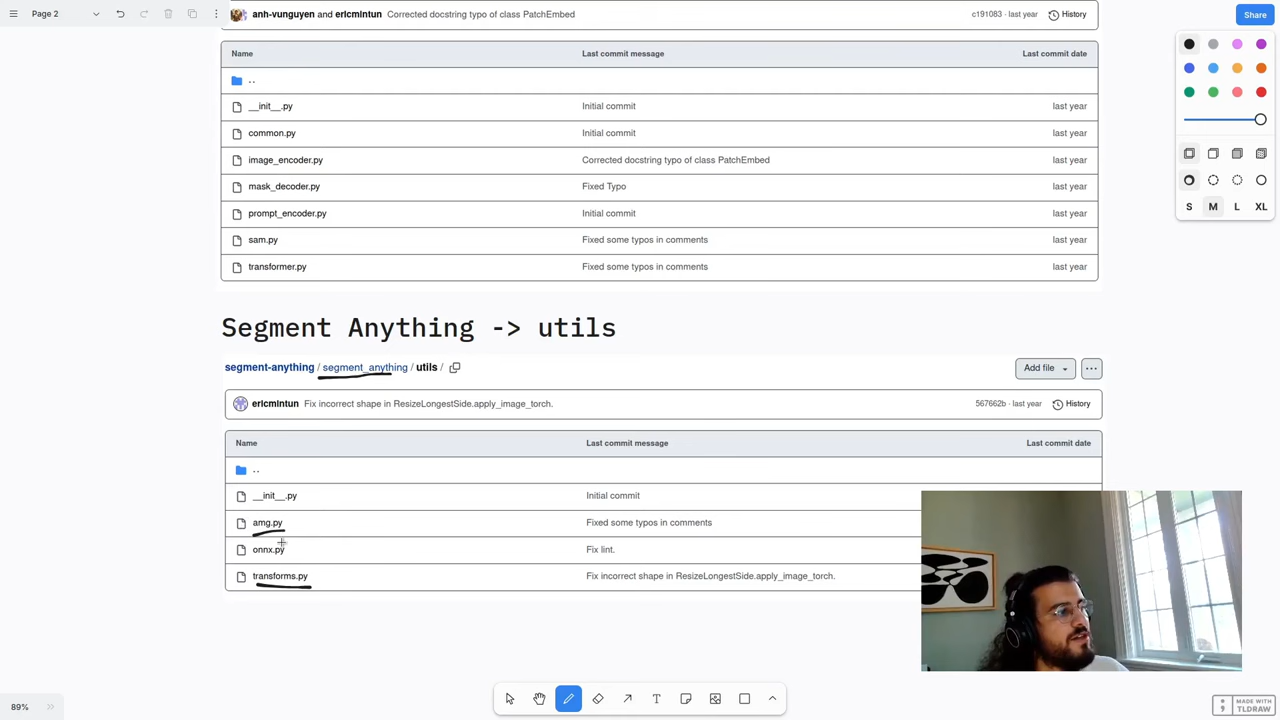 Page 2
anh-vunguyen and ericmintun Corrected docstring typo of class PatchEmbed c191083 · last year History
Share
Name Last commit message Last commit date
..
__init__.py Initial commit last year
common.py Initial commit last year
image_encoder.py Corrected docstring typo of class PatchEmbed last year
mask_decoder.py Fixed Typo last year
prompt_encoder.py Initial commit last year
S M L XL
sam.py Fixed some typos in comments last year
transformer.py Fixed some typos in comments last year
Segment Anything -> utils
segment-anything / segment_anything / utils / Add file
ericmintun Fix incorrect shape in ResizeLongestSide.apply_image_torch. 567662b · last year History
Name Last commit message Last commit date
..
__init__.py Initial commit
amg.py Fixed some typos in comments
onnx.py Fix lint.
transforms.py Fix incorrect shape in ResizeLongestSide.apply_image_torch.
89%
T
MADE WITH
TLDRAW